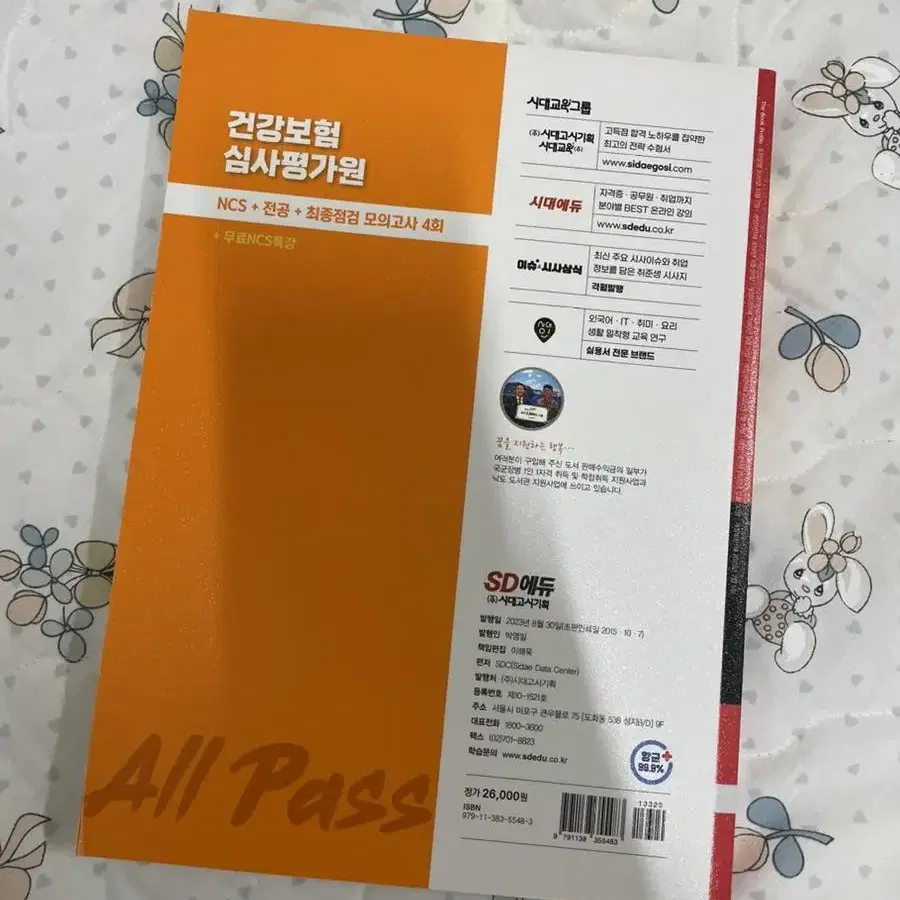 건강보험
심사평가원
NCS + 전공 + 최종점검 모의고사 4회
+ 무료NCS특강
All Pass
시대교육그룹
(주)시대고시기획
시대교육(주)
고득점 합격 노하우를 집약한
최고의 전략 수험서
www.sidaegosi.com
시대에듀
자격증 · 공무원 · 취업까지
분야별 BEST 온라인 강의
www.sdedu.co.kr
이슈&시사상식
최신 주요 시사이슈와 취업
정보를 담은 취준생 시사지
격월발행
외국어 · IT · 취미 · 요리
생활 밀착형 교육 연구
실용서 전문 브랜드
꿈을 지원하는 행복...
여러분이 구입해 주신 도서 판매수익금의 일부가
국군장병 1인 1자격 취득 및 학점취득 지원사업과
낙도 도서관 지원사업에 쓰이고 있습니다.
SD에듀
(주)시대고시기획
발행일 2023년 8월 30일(초판인쇄일 2015 · 10 · 7)
발행인 박영일
책임편집 이해욱
편저 SDC(Sidae Data Center)
발행처 (주)시대고시기획
등록번호 제10-1521호
주소 서울시 마포구 큰우물로 75 [도화동 538 성지B/D] 9F
대표전화 1600-3600
팩스 (02)701-8823
학습문의 www.sdedu.co.kr
항균+
99.9%
정가 26,000원
ISBN
979-11-383-5548-3
13320
9 791138 355483